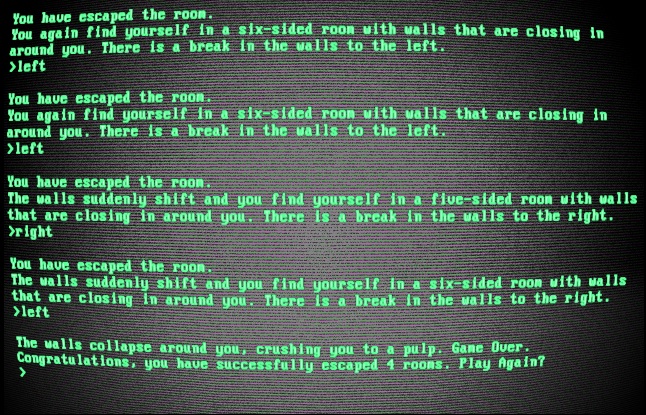 You have escaped the room.
You again find yourself in a six-sided room with walls that are closing in
around you. There is a break in the walls to the left.
>left
You have escaped the room.
You again find yourself in a six-sided room with walls that are closing in
around you. There is a break in the walls to the left.
>left
You have escaped the room.
The walls suddenly shift and you find yourself in a five-sided room with walls
that are closing in around you. There is a break in the walls to the right.
>right
You have escaped the room.
The walls suddenly shift and you find yourself in a six-sided room with walls
that are closing in around you. There is a break in the walls to the right.
>left
The walls collapse around you, crushing you to a pulp. Game Over.
Congratulations, you have successfully escaped 4 rooms. Play Again?
>